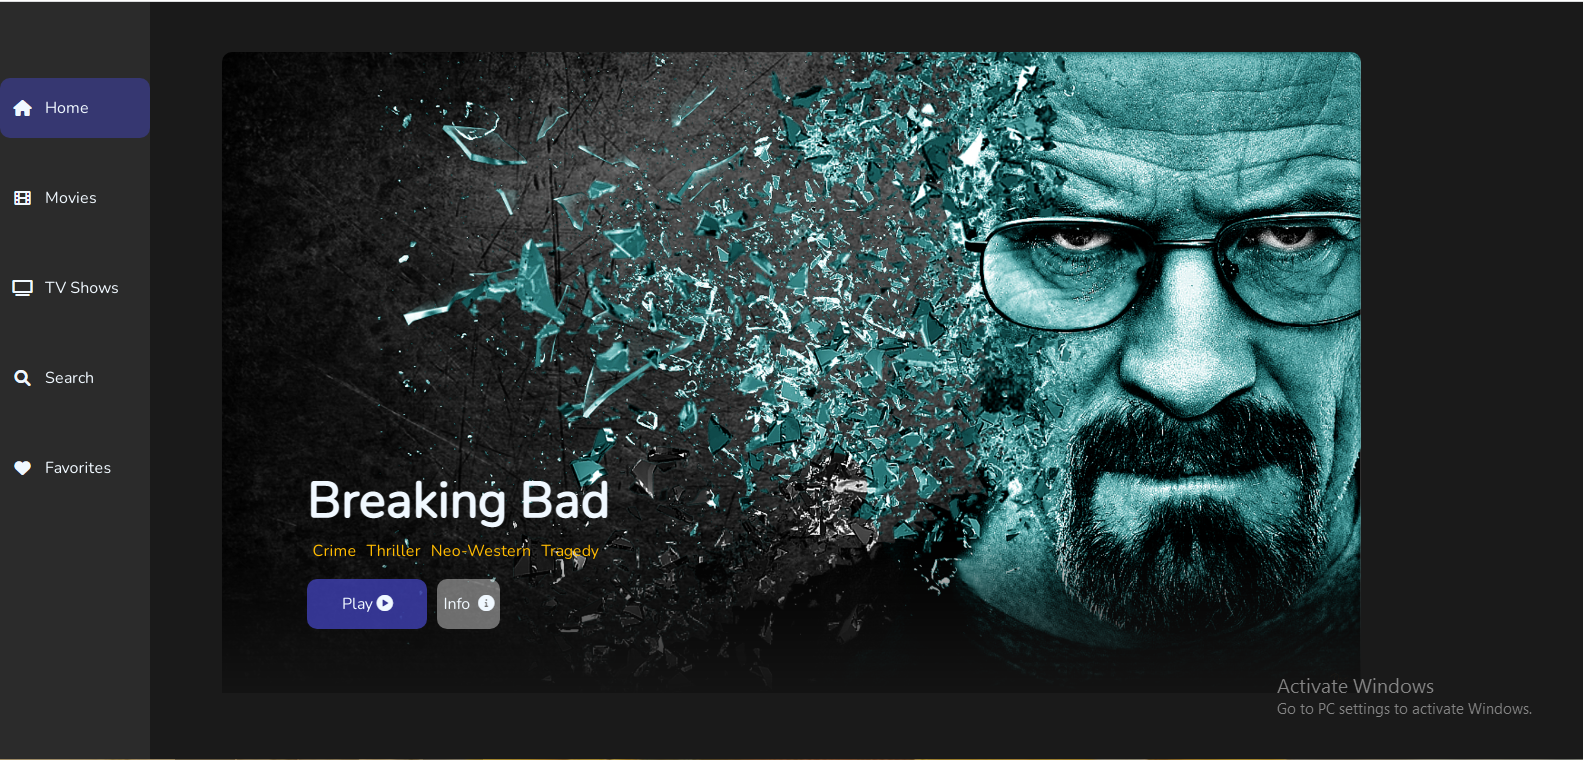 Home
Movies
TV Shows
Search
Favorites
Breaking Bad
Crime Thriller Neo-Western Tragedy
Play
Info
Activate Windows
Go to PC settings to activate Windows.